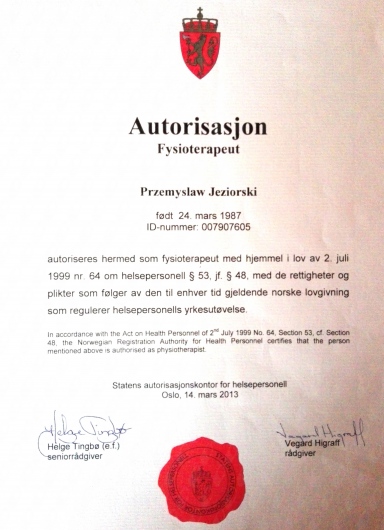 Autorisasjon
Fysioterapeut
Przemyslaw Jeziorski
født 24. mars 1987
ID-nummer: 007907605
autoriseres hermed som fysioterapeut med hjemmel i lov av 2. juli
1999 nr. 64 om helsepersonell § 53, jf. § 48, med de rettigheter og
plikter som følger av den til enhver tid gjeldende norske lovgivning
som regulerer helsepersonells yrkesutøvelse.
In accordance with the Act on Health Personnel of 2nd July 1999 No. 64, Section 53, cf. Section
48, the Norwegian Registration Authority for Health Personnel certifies that the person
mentioned above is authorised as physiotherapist.
Statens autorisasjonskontor for helsepersonell
Oslo, 14. mars 2013
Helge Tingbø
Helge Tingbø (e.f.)
seniorrådgiver
Vegard Higraff
Vegard Higraff
rådgiver